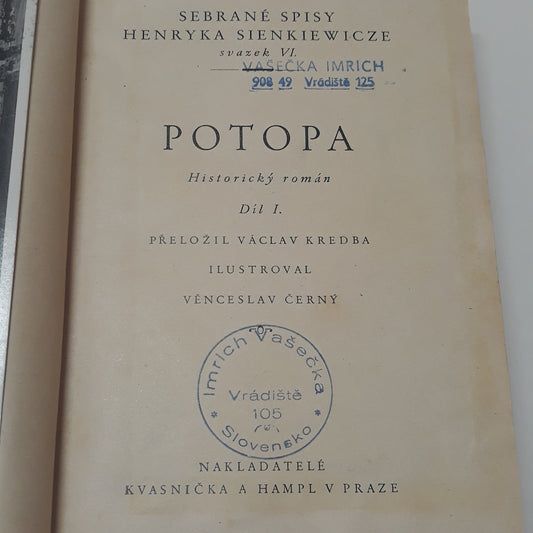 SEBRANÉ SPISY
HENRYKA SIENKIEWICZE
svazek VI.
VAŠEČKA IMRICH
908 49 Vrádiště 125
POTOPA
Historický román
Díl I.
PŘELOŽIL VÁCLAV KREDBA
ILUSTROVAL
VĚNCESLAV ČERNÝ
Imrich Vašečka
Vrádiště
105
* Slovensko *
NAKLADATELÉ
KVASNIČKA A HAMPL V PRAZE